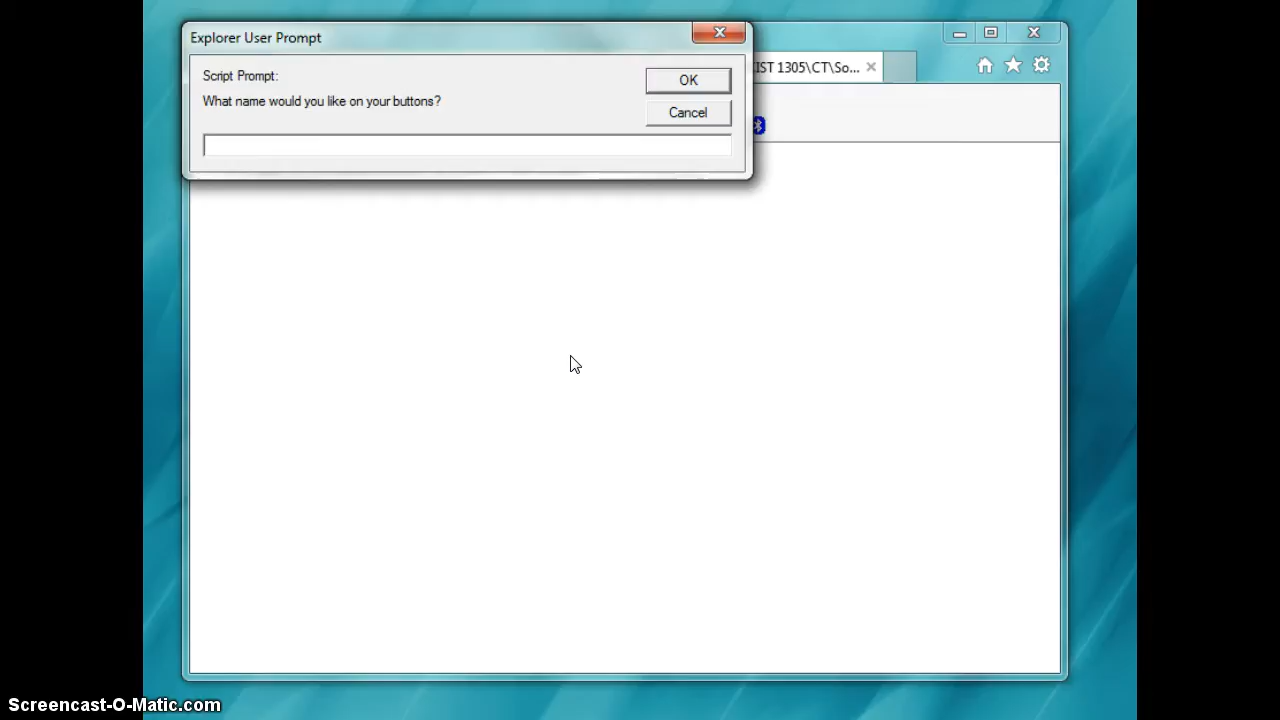 Explorer User Prompt
Script Prompt:
What name would you like on your buttons?
OK
Cancel
IST 1305\CT\So...
Screencast-O-Matic.com